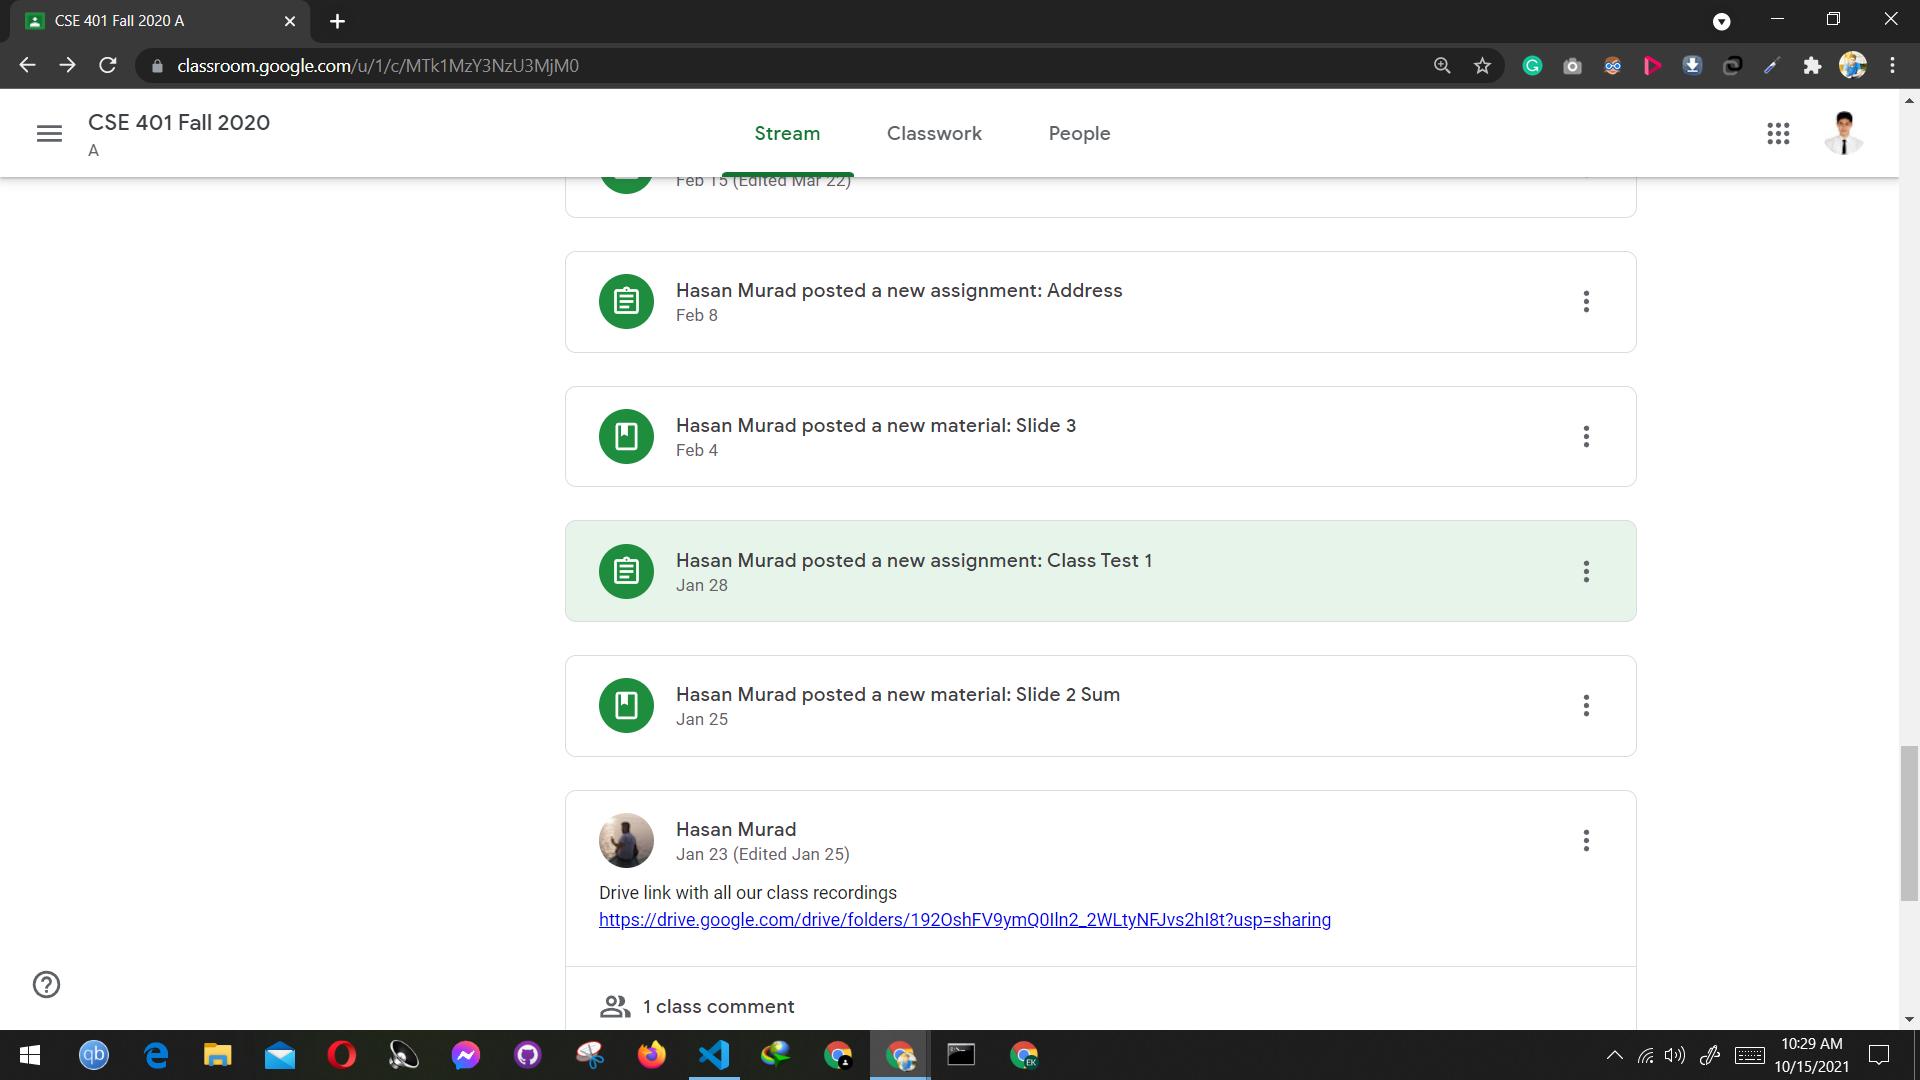 CSE 401 Fall 2020 A
classroom.google.com/u/1/c/MTk1MzY3NzU3MjM0
CSE 401 Fall 2020
A
Stream
Classwork
People
Feb 15 (Edited Mar 22)
Hasan Murad posted a new assignment: Address
Feb 8
Hasan Murad posted a new material: Slide 3
Feb 4
Hasan Murad posted a new assignment: Class Test 1
Jan 28
Hasan Murad posted a new material: Slide 2 Sum
Jan 25
Hasan Murad
Jan 23 (Edited Jan 25)
Drive link with all our class recordings
https://drive.google.com/drive/folders/192OshFV9ymQ0Iln2_2WLtyNFJvs2hI8t?usp=sharing
1 class comment
qb
EK
10:29 AM
10/15/2021